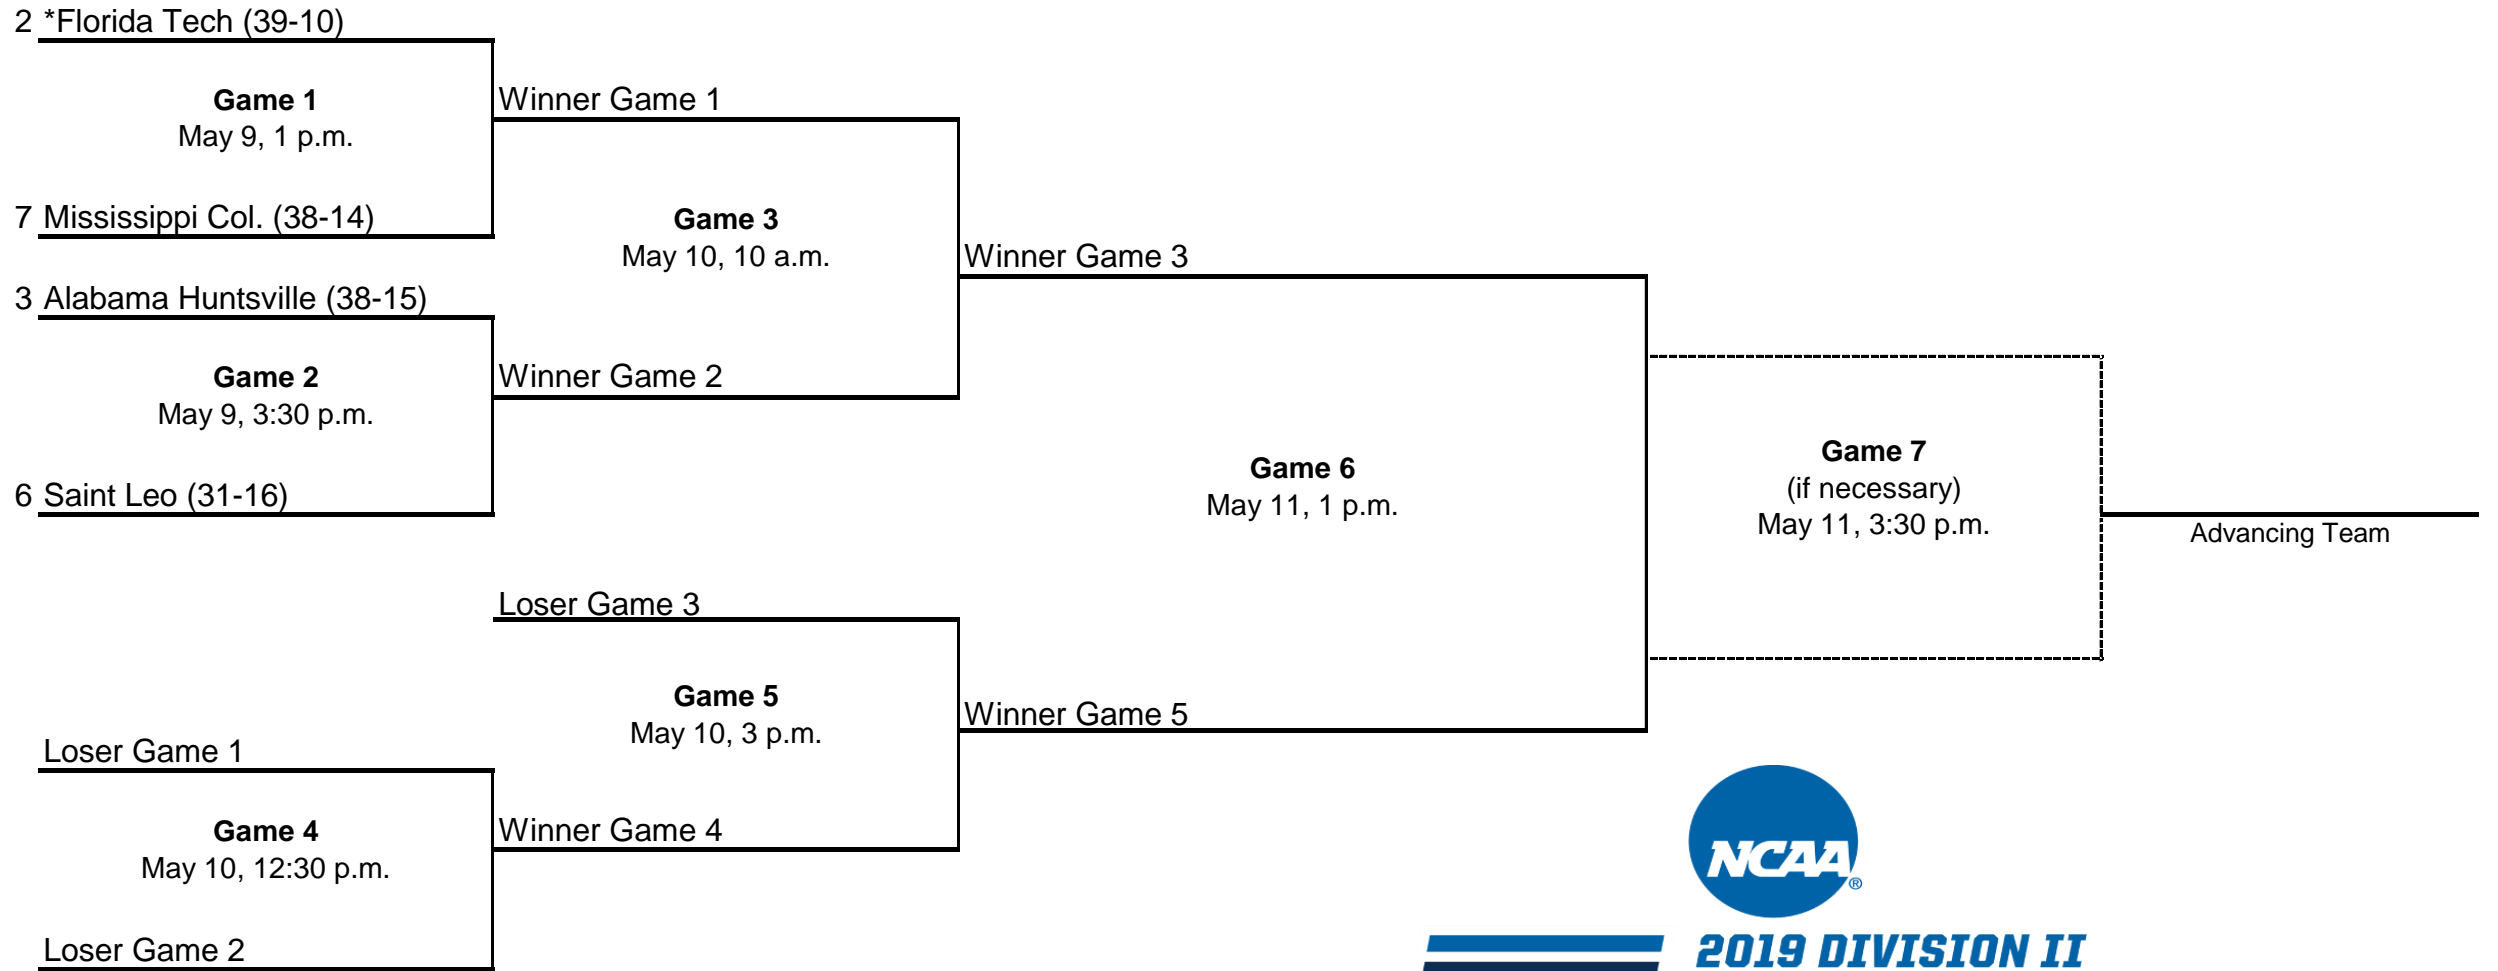 2 *Florida Tech (39-10)
Game 1
May 9, 1 p.m.
7 Mississippi Col. (38-14)
Winner Game 1
Game 3
May 10, 10 a.m.
3 Alabama Huntsville (38-15)
Game 2
May 9, 3:30 p.m.
6 Saint Leo (31-16)
Winner Game 2
Winner Game 3
Game 6
May 11, 1 p.m.
Game 7
(if necessary)
May 11, 3:30 p.m.
Advancing Team
Loser Game 3
Game 5
May 10, 3 p.m.
Winner Game 5
Loser Game 1
Game 4
May 10, 12:30 p.m.
Loser Game 2
Winner Game 4
NCAA®
2019 DIVISION II